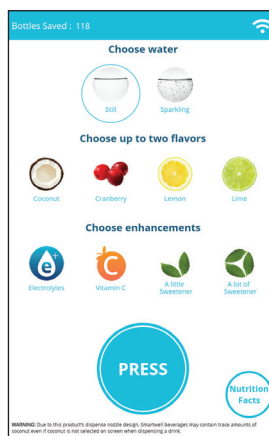 Bottles Saved : 118
Choose water
Still
Sparkling
Choose up to two flavors
Coconut
Cranberry
Lemon
Lime
Choose enhancements
e+
C
Electrolytes
Vitamin C
A little
Sweetener
A lot of
Sweetener
PRESS
Nutrition
Facts
WARNING: Due to this product's dispense nozzle design, Smartwell beverages may contain trace amounts of
coconut even if coconut is not selected on screen when dispensing a drink.